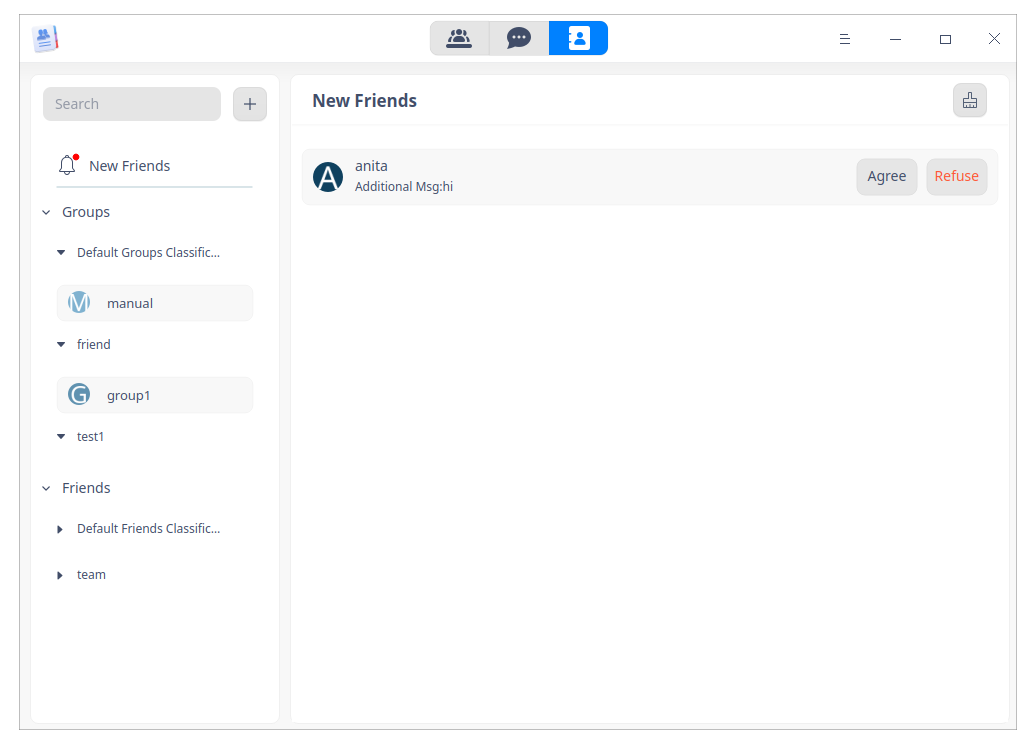 Search
New Friends
Groups
Default Groups Classific...
M manual
friend
G group1
test1
Friends
Default Friends Classific...
team
New Friends
A anita
Additional Msg:hi
Agree
Refuse